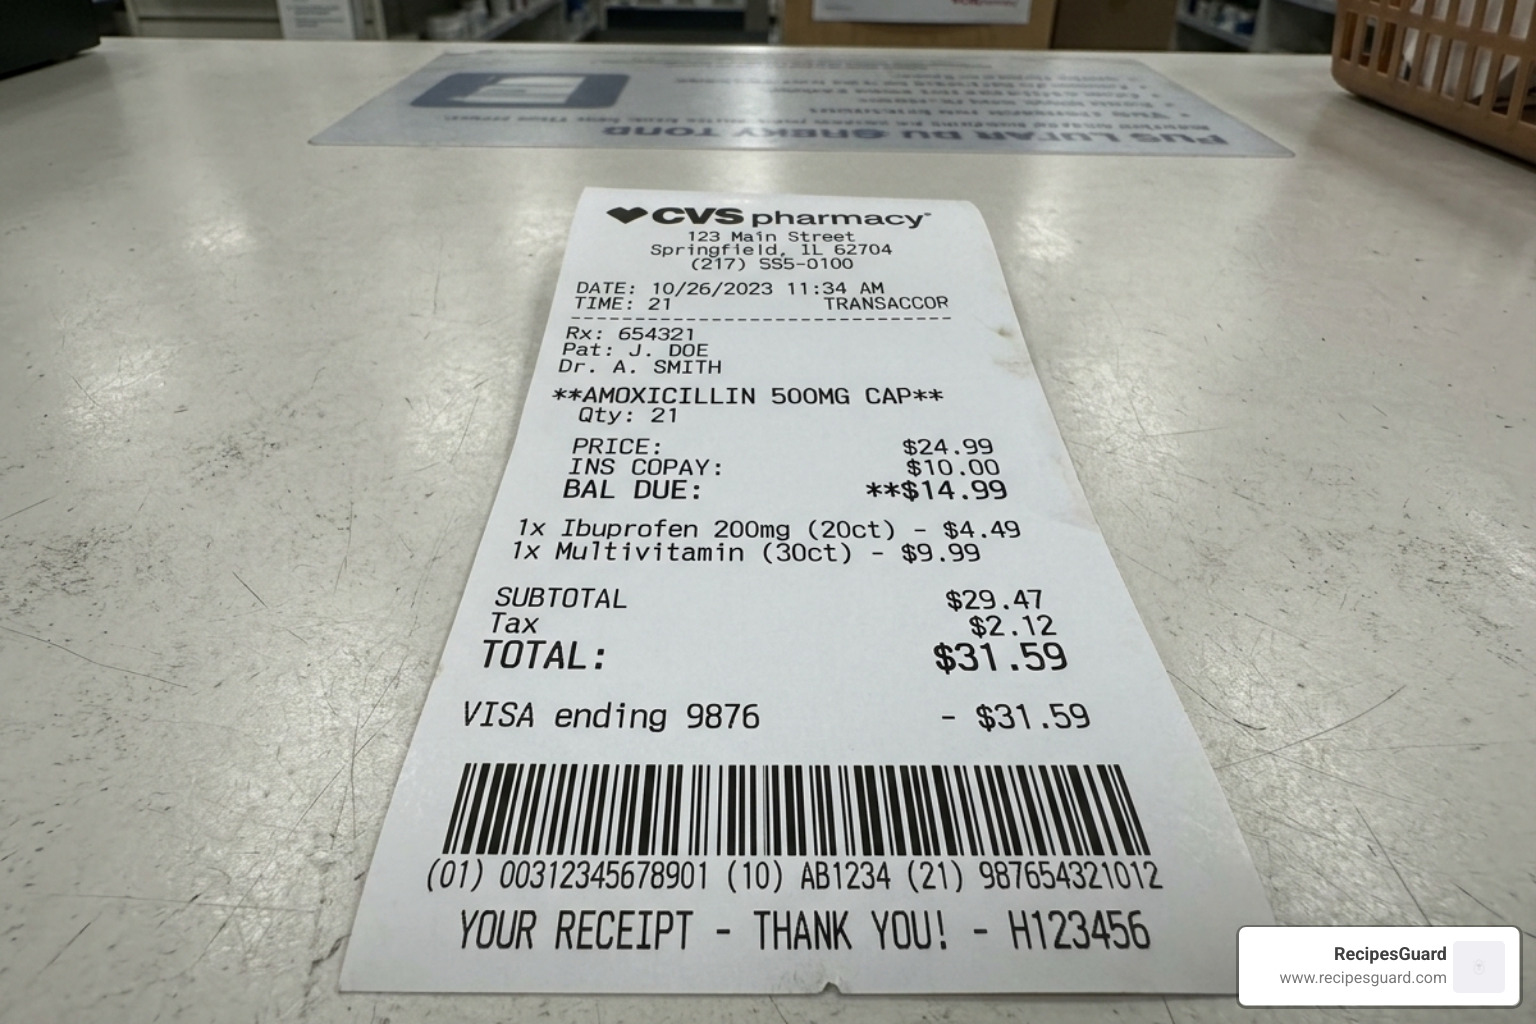 CVS pharmacy
123 Main Street
Springfield, IL 62704
(217) SS5-0100
DATE: 10/26/2023 11:34 AM
TIME: 21 TRANSACCOR
Rx: 654321
Pat: J. DOE
Dr. A. SMITH
**AMOXICILLIN 500MG CAP**
Qty: 21
PRICE: $24.99
INS COPAY: $10.00
BAL DUE: **$14.99
1x Ibuprofen 200mg (20ct) - $4.49
1x Multivitamin (30ct) - $9.99
SUBTOTAL $29.47
Tax $2.12
TOTAL: $31.59
VISA ending 9876 - $31.59
(01) 00312345678901 (10) AB1234 (21) 987654321012
YOUR RECEIPT - THANK YOU! - H123456
RecipesGuard
www.recipesguard.com